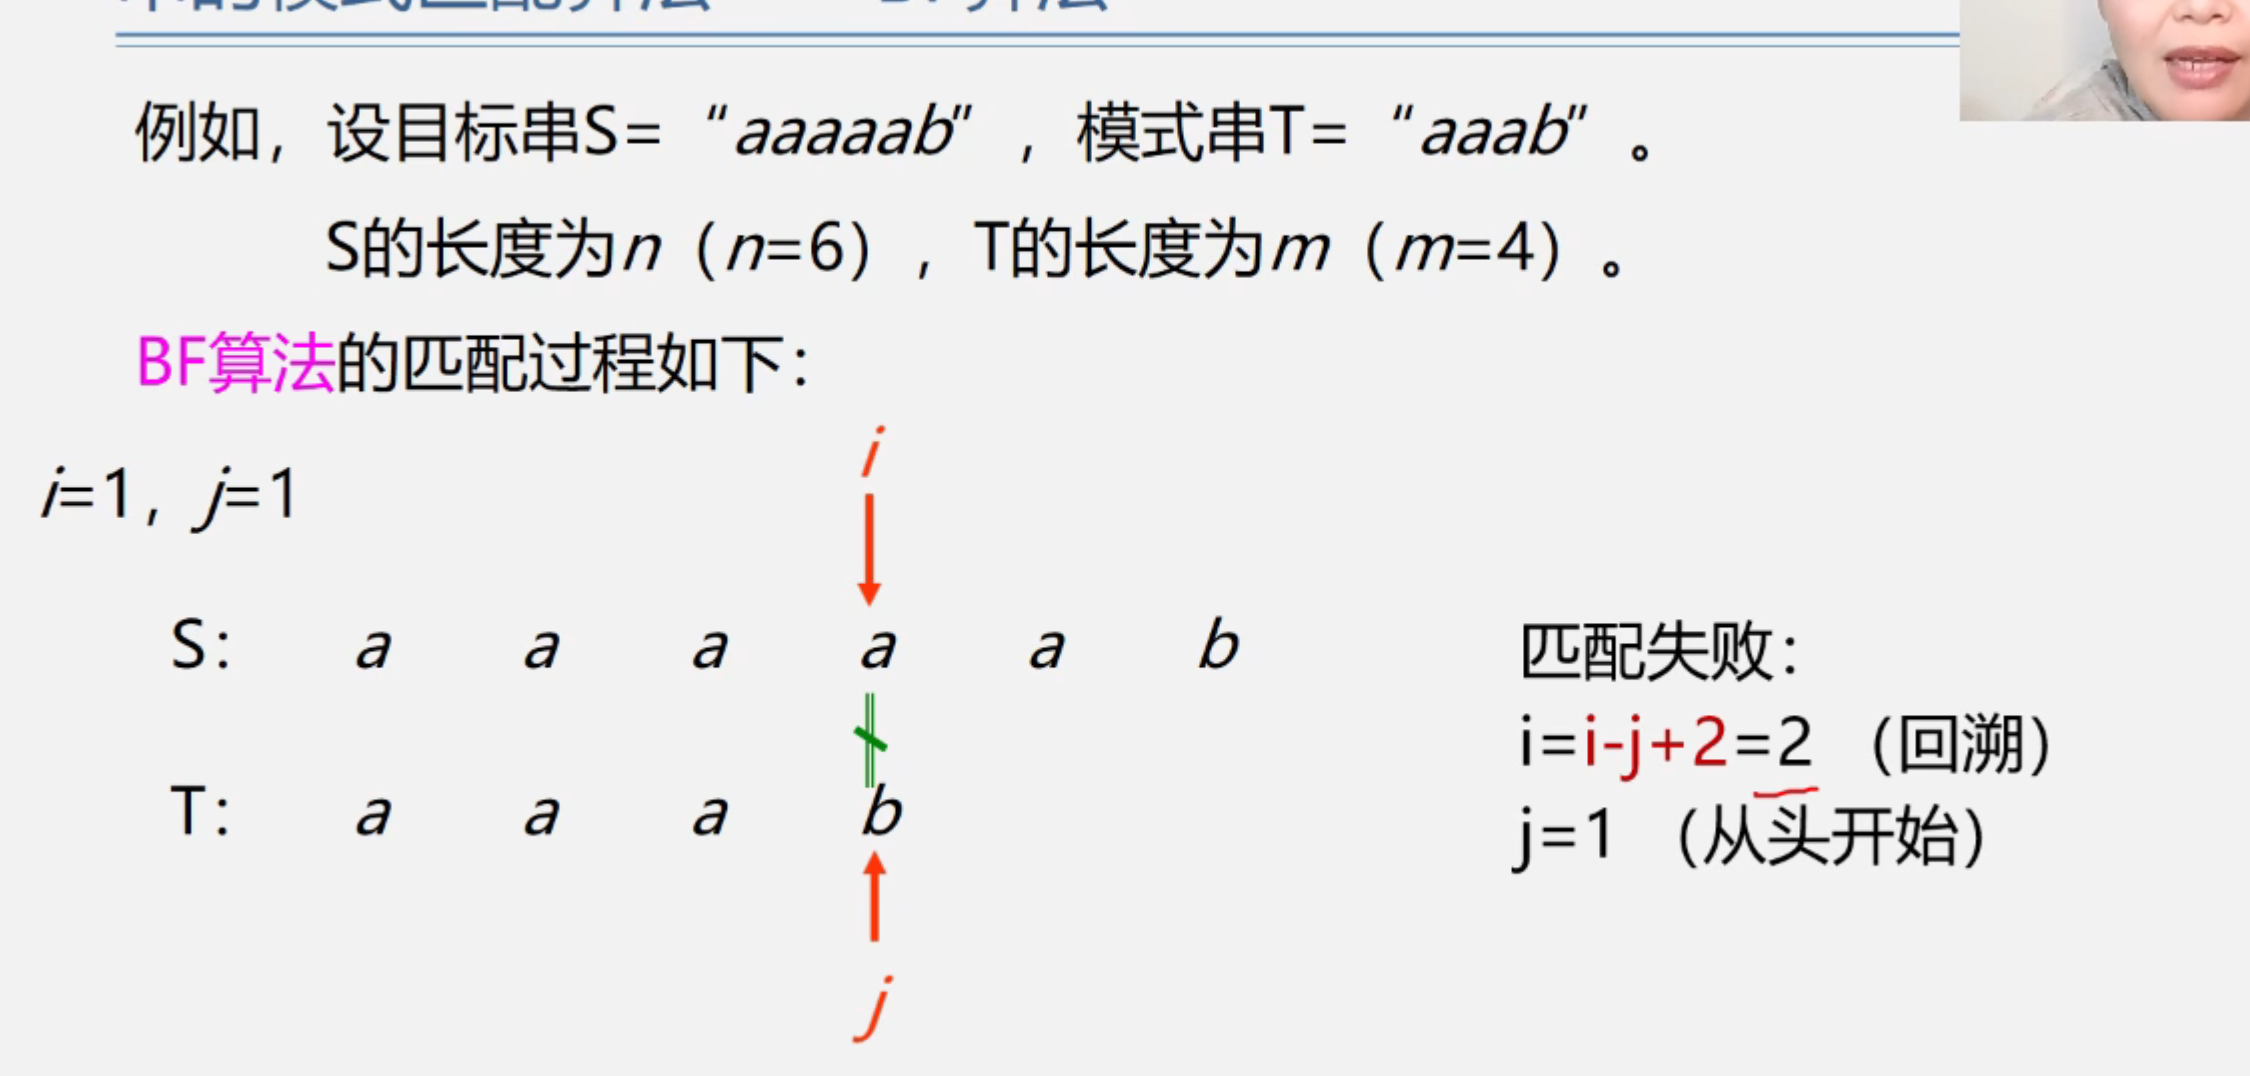 例如，设目标串S=“aaaaab”，模式串T=“aaab”。
S的长度为n（n=6），T的长度为m（m=4）。
BF算法的匹配过程如下：
i
i=1，j=1
S： a a a a a b
匹配失败：
i=i-j+2=2 （回溯）
T： a a a b
j=1 （从头开始）
j